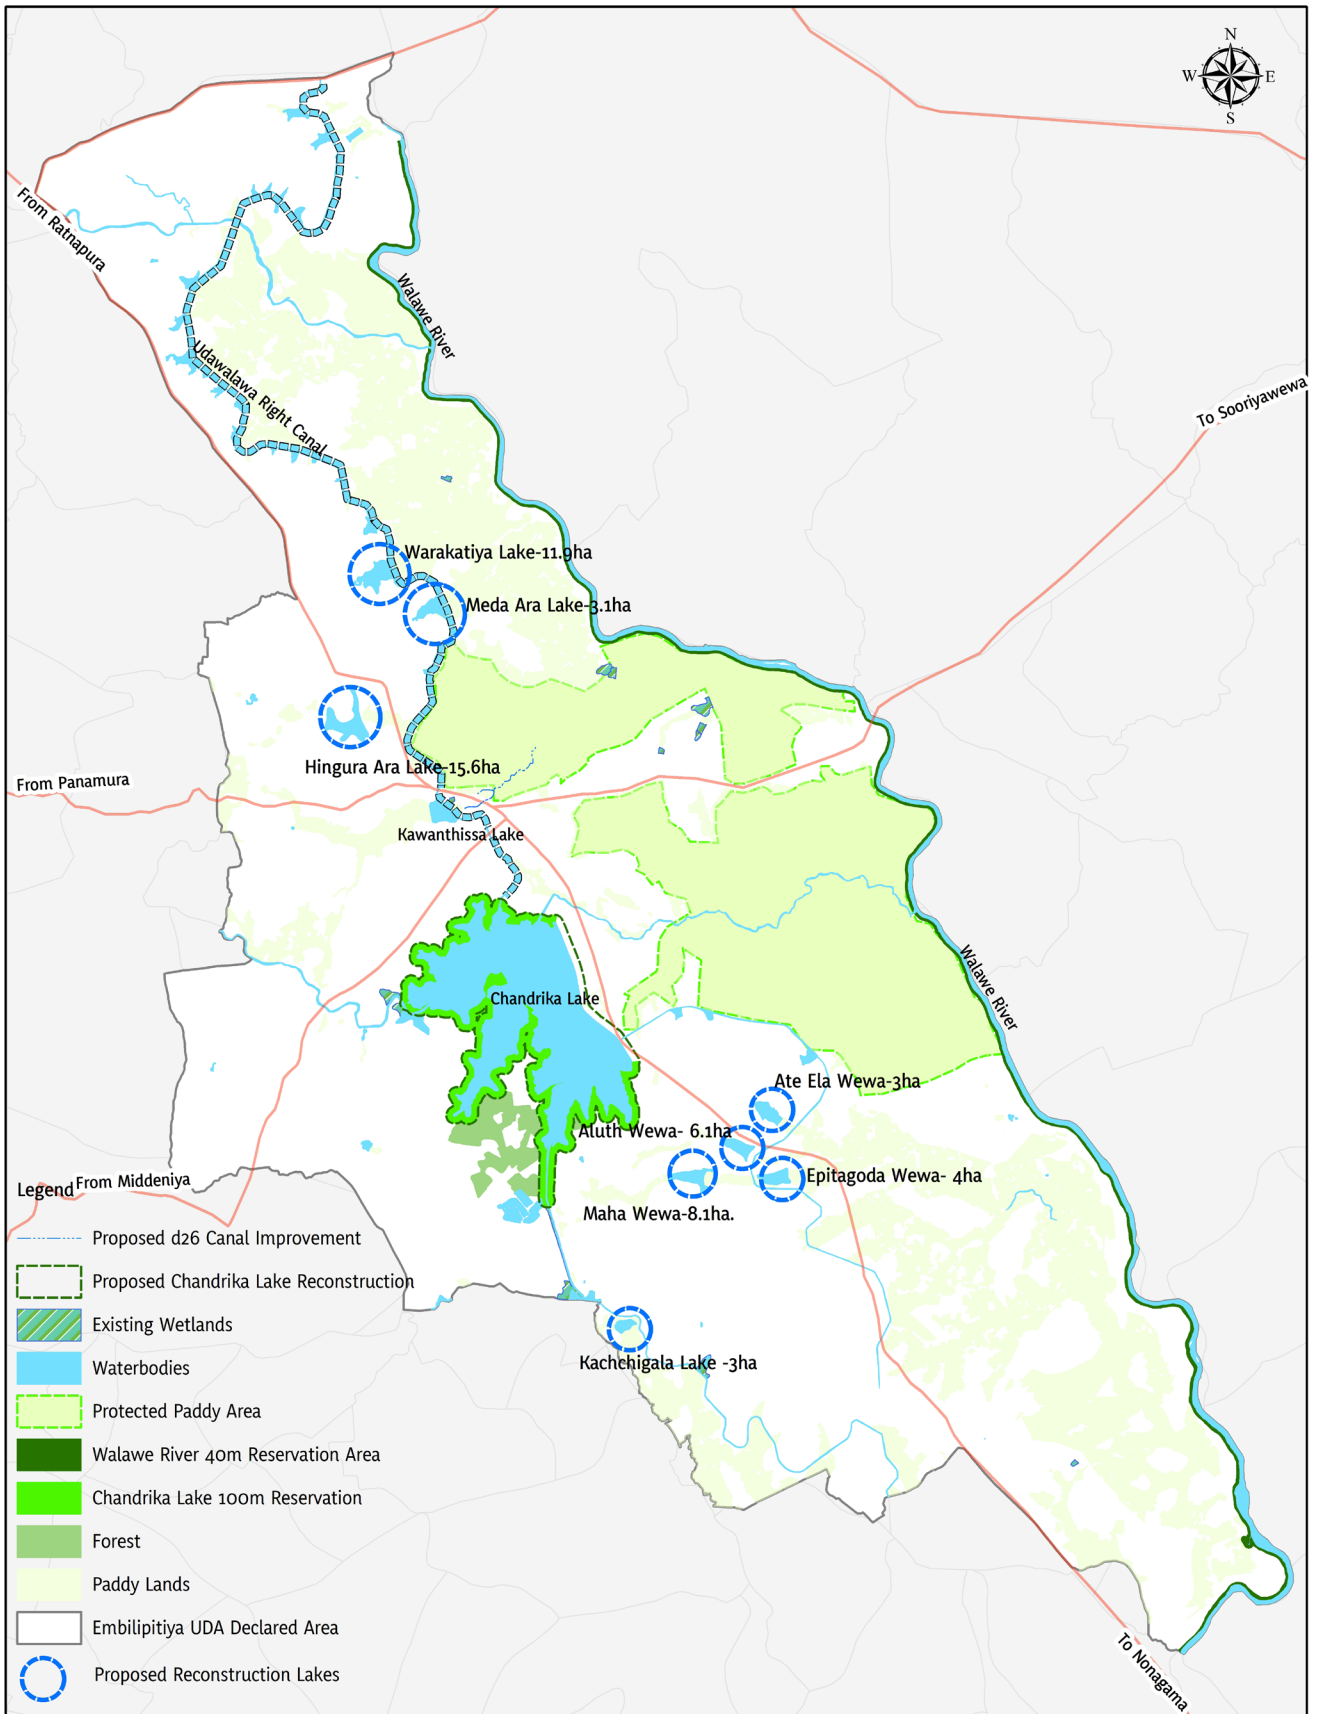 N
W E
S
From Ratnapura
Walawe River
Udawalawa Right Canal
To Sooriyawewa
Warakatiya Lake-11.9ha
Meda Ara Lake-3.1ha
Hingura Ara Lake-15.6ha
From Panamura
Kawanthissa Lake
Chandrika Lake
Walawe River
Ate Ela Wewa-3ha
Aluth Wewa- 6.1ha
Epitagoda Wewa- 4ha
Maha Wewa-8.1ha.
From Middeniya
Kachchigala Lake -3ha
To Nonagama
Legend
Proposed d26 Canal Improvement
Proposed Chandrika Lake Reconstruction
Existing Wetlands
Waterbodies
Protected Paddy Area
Walawe River 40m Reservation Area
Chandrika Lake 100m Reservation
Forest
Paddy Lands
Embilipitiya UDA Declared Area
Proposed Reconstruction Lakes